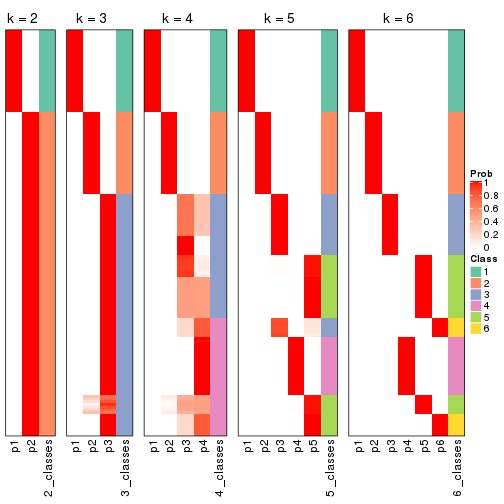 k = 2
k = 3
k = 4
k = 5
k = 6
Prob
1
0.8
0.6
0.4
0.2
0
Class
1
2
3
4
5
6
p1
p2
2_classes
p1
p2
p3
3_classes
p1
p2
p3
p4
4_classes
p1
p2
p3
p4
p5
5_classes
p1
p2
p3
p4
p5
p6
6_classes